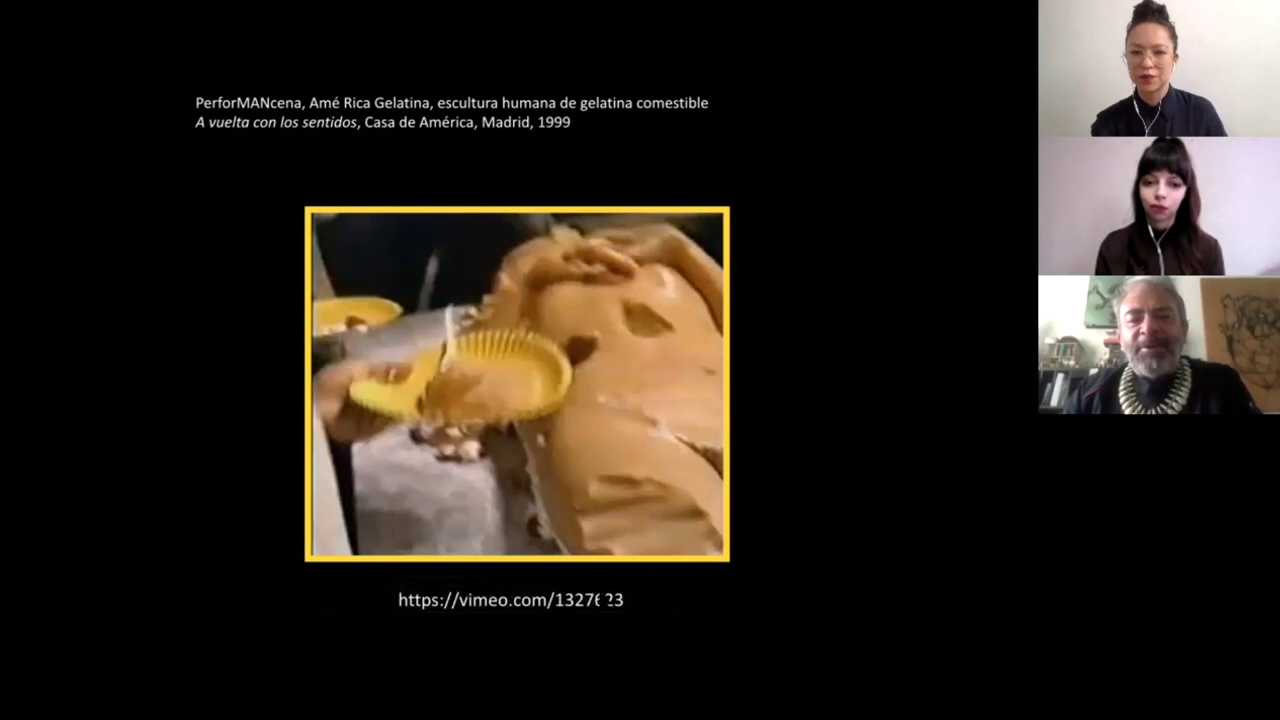 PerforMANcena, Amé Rica Gelatina, escultura humana de gelatina comestible
A vuelta con los sentidos, Casa de América, Madrid, 1999